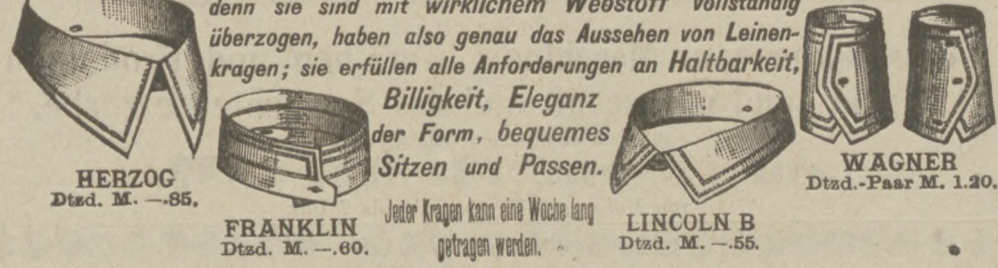 denn sie sind mit wirklichem Webstoff vollständig
überzogen, haben also genau das Aussehen von Leinen-
kragen; sie erfüllen alle Anforderungen an Haltbarkeit,
Billigkeit, Eleganz
der Form, bequemes
Sitzen und Passen.
HERZOG
Dtzd. M. —.85.
FRANKLIN
Dtzd. M. —.60.
Jeder Kragen kann eine Woche lang
getragen werden.
LINCOLN B
Dtzd. M. —.55.
WAGNER
Dtzd.-Paar M. 1.20.